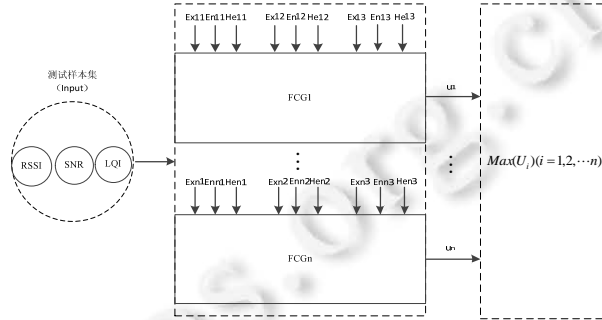 Ex11 En11 He11 Ex12 En12 He12 Ex13 En13 He13
测试样本集
(Input)
RSSI SNR LQI
FCG1
u1
Max(U_i)(i=1,2,⋯n)
Exn1 Enn1 Hen1 Exn2 Enn2 Hen2 Exn3 Enn3 Hen3
FCGn
un